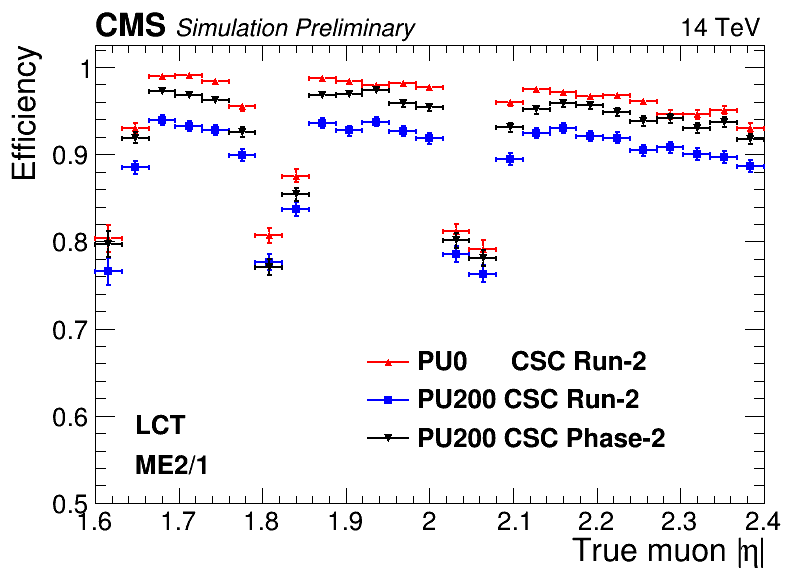 CMS Simulation Preliminary 14 TeV
Efficiency
1
0.9
0.8
0.7
0.6
0.5
PU0 CSC Run-2
PU200 CSC Run-2
PU200 CSC Phase-2
LCT
ME2/1
1.6 1.7 1.8 1.9 2 2.1 2.2 2.3 2.4
True muon |η|